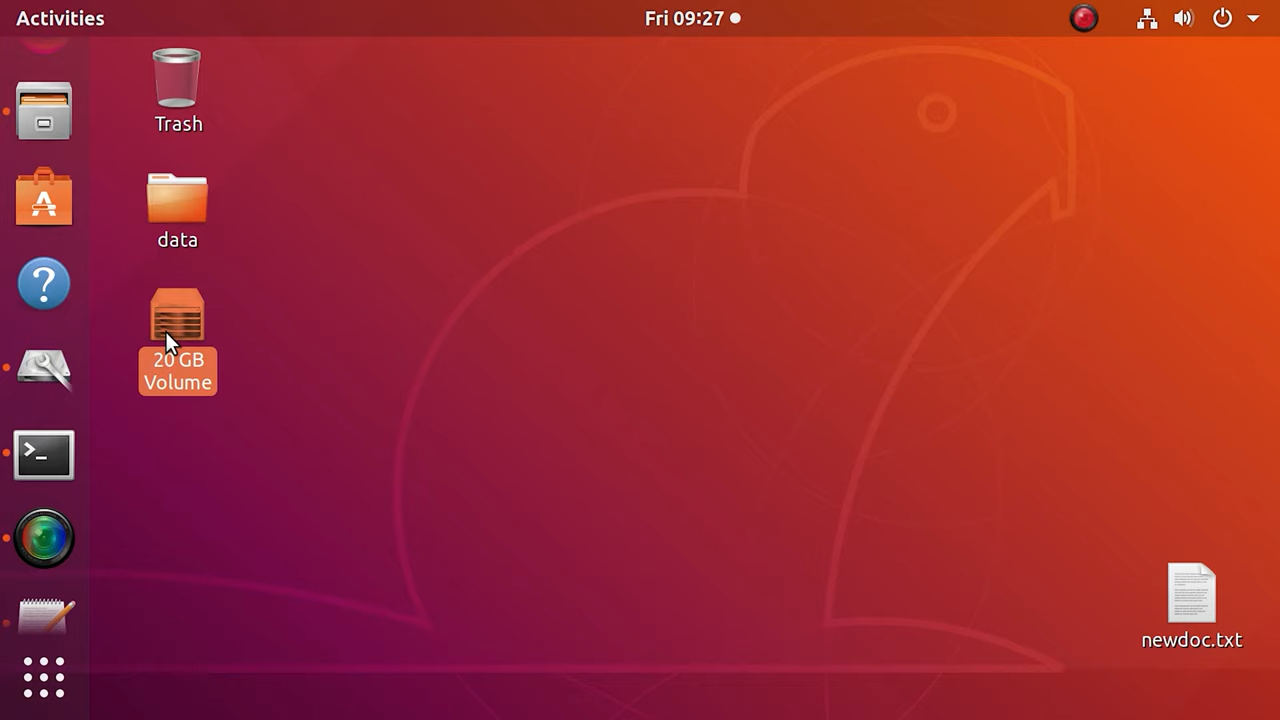 Activities
Fri 09:27
Trash
data
20 GB
Volume
newdoc.txt